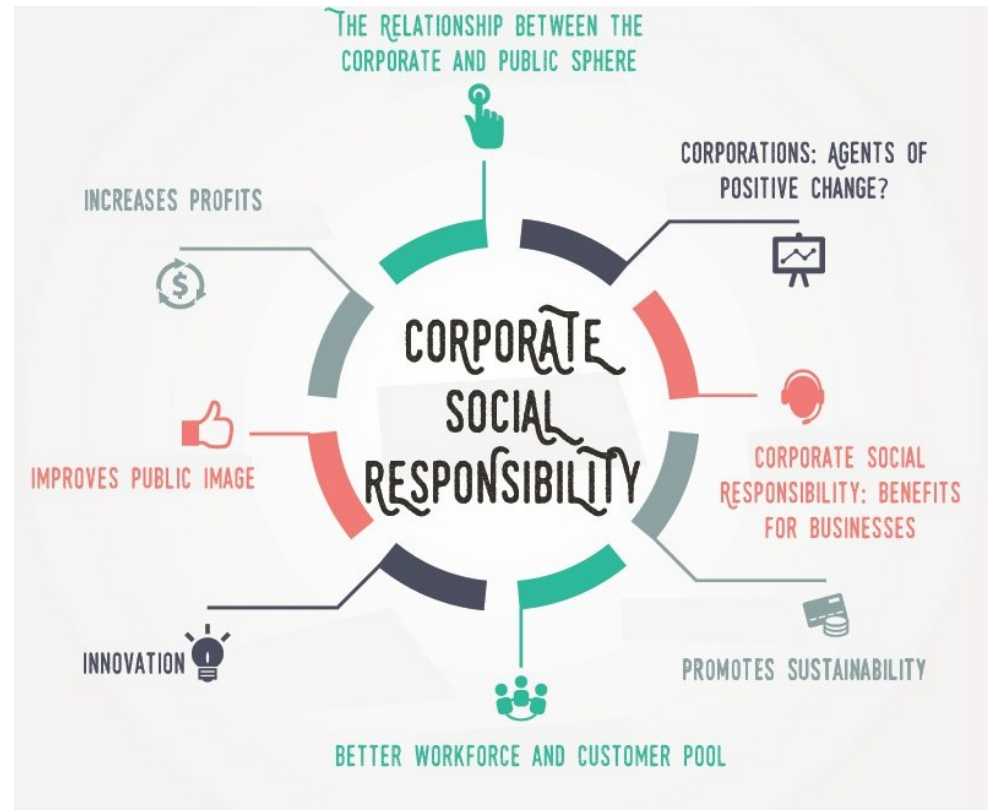 THE RELATIONSHIP BETWEEN THE
CORPORATE AND PUBLIC SPHERE
CORPORATIONS: AGENTS OF
POSITIVE CHANGE?
INCREASES PROFITS
CORPORATE
SOCIAL
RESPONSIBILITY
CORPORATE SOCIAL
RESPONSIBILITY: BENEFITS
FOR BUSINESSES
IMPROVES PUBLIC IMAGE
INNOVATION
PROMOTES SUSTAINABILITY
BETTER WORKFORCE AND CUSTOMER POOL